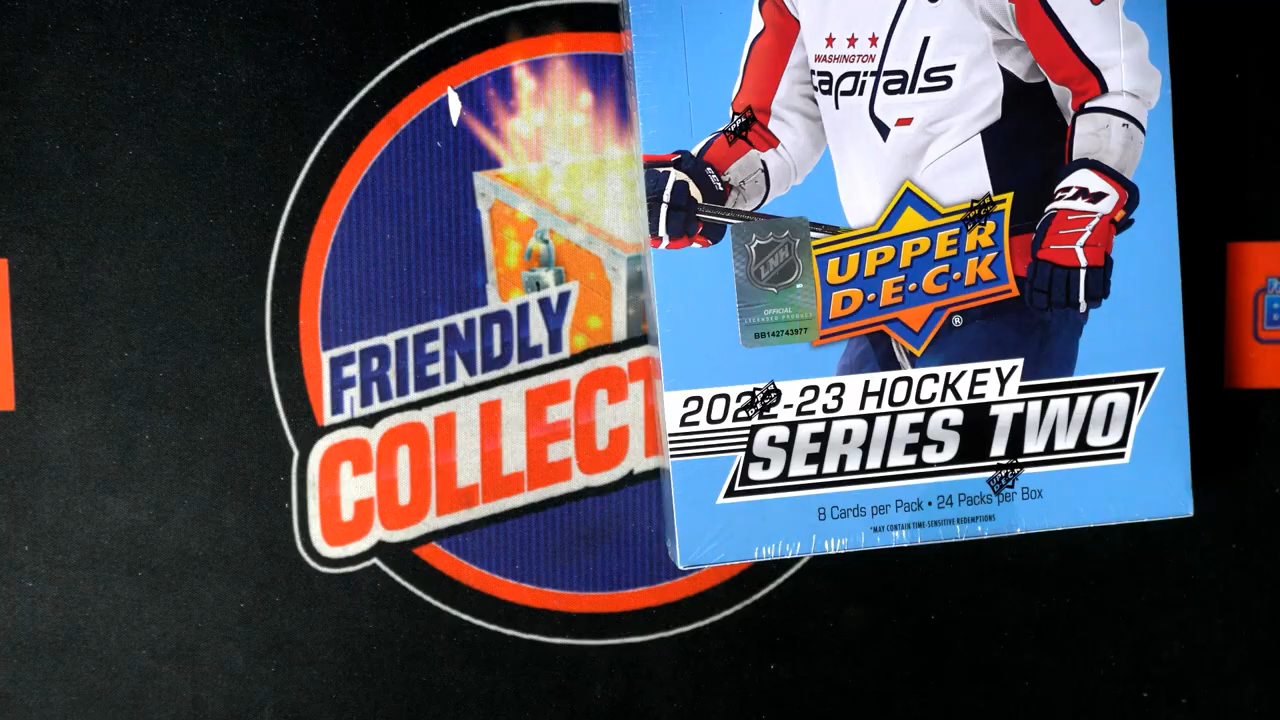 WASHINGTON
capitals
CCM
UPPER
D·E·C·K
®
OFFICIAL
LICENSED PRODUCT
BB142743977
FRIENDLY
COLLECT
2022-23 HOCKEY
SERIES TWO
8 Cards per Pack • 24 Packs per Box
*MAY CONTAIN TIME-SENSITIVE REDEMPTIONS